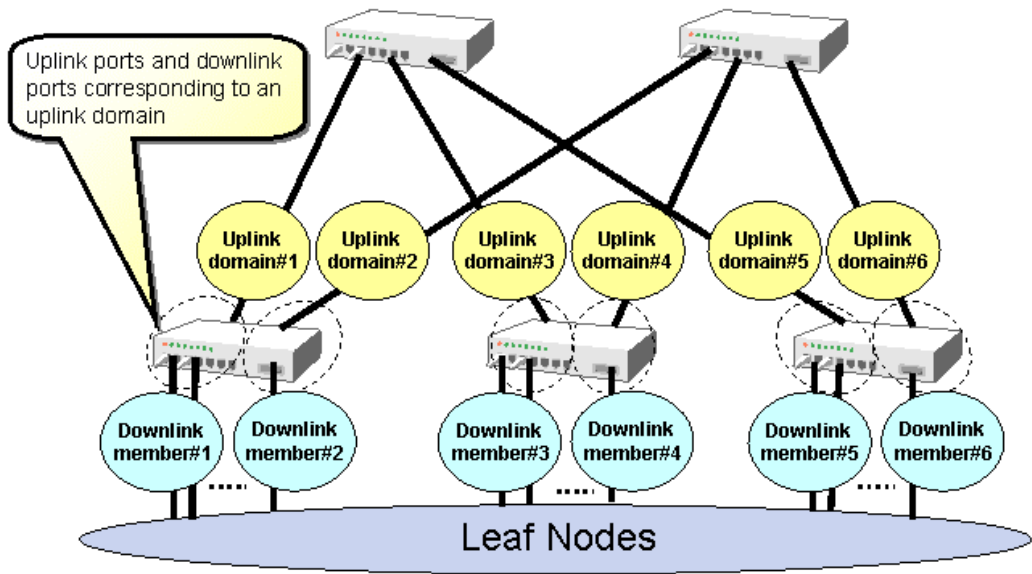 Uplink ports and downlink
ports corresponding to an
uplink domain
Uplink
domain#1
Uplink
domain#2
Uplink
domain#3
Uplink
domain#4
Uplink
domain#5
Uplink
domain#6
Downlink
member#1
Downlink
member#2
Downlink
member#3
Downlink
member#4
Downlink
member#5
Downlink
member#6
Leaf Nodes